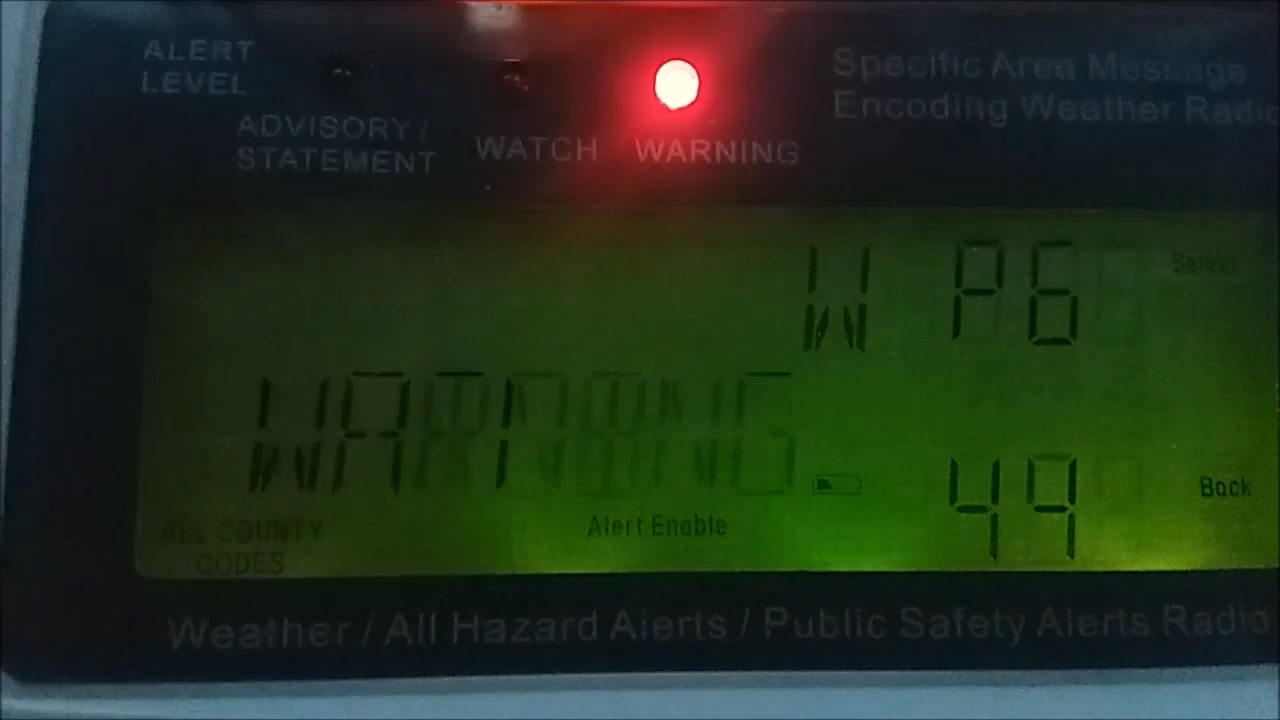 ALERT
LEVEL
ADVISORY /
STATEMENT
WATCH
WARNING
Specific Area Message
Encoding Weather Radio
W P6
Select
WARNING
49
Back
ALL COUNTY
CODES
Alert Enable
Weather / All Hazard Alerts / Public Safety Alerts Radio